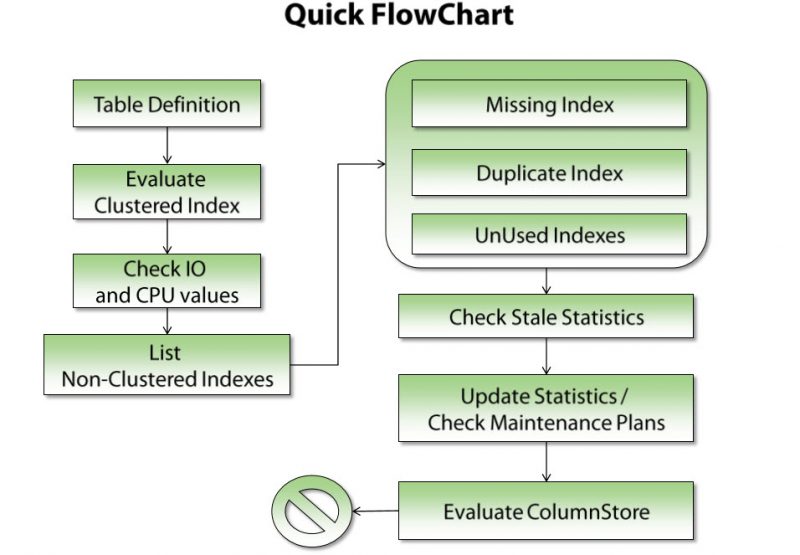 Quick FlowChart
Table Definition
Evaluate
Clustered Index
Check IO
and CPU values
List
Non-Clustered Indexes
Missing Index
Duplicate Index
UnUsed Indexes
Check Stale Statistics
Update Statistics /
Check Maintenance Plans
Evaluate ColumnStore